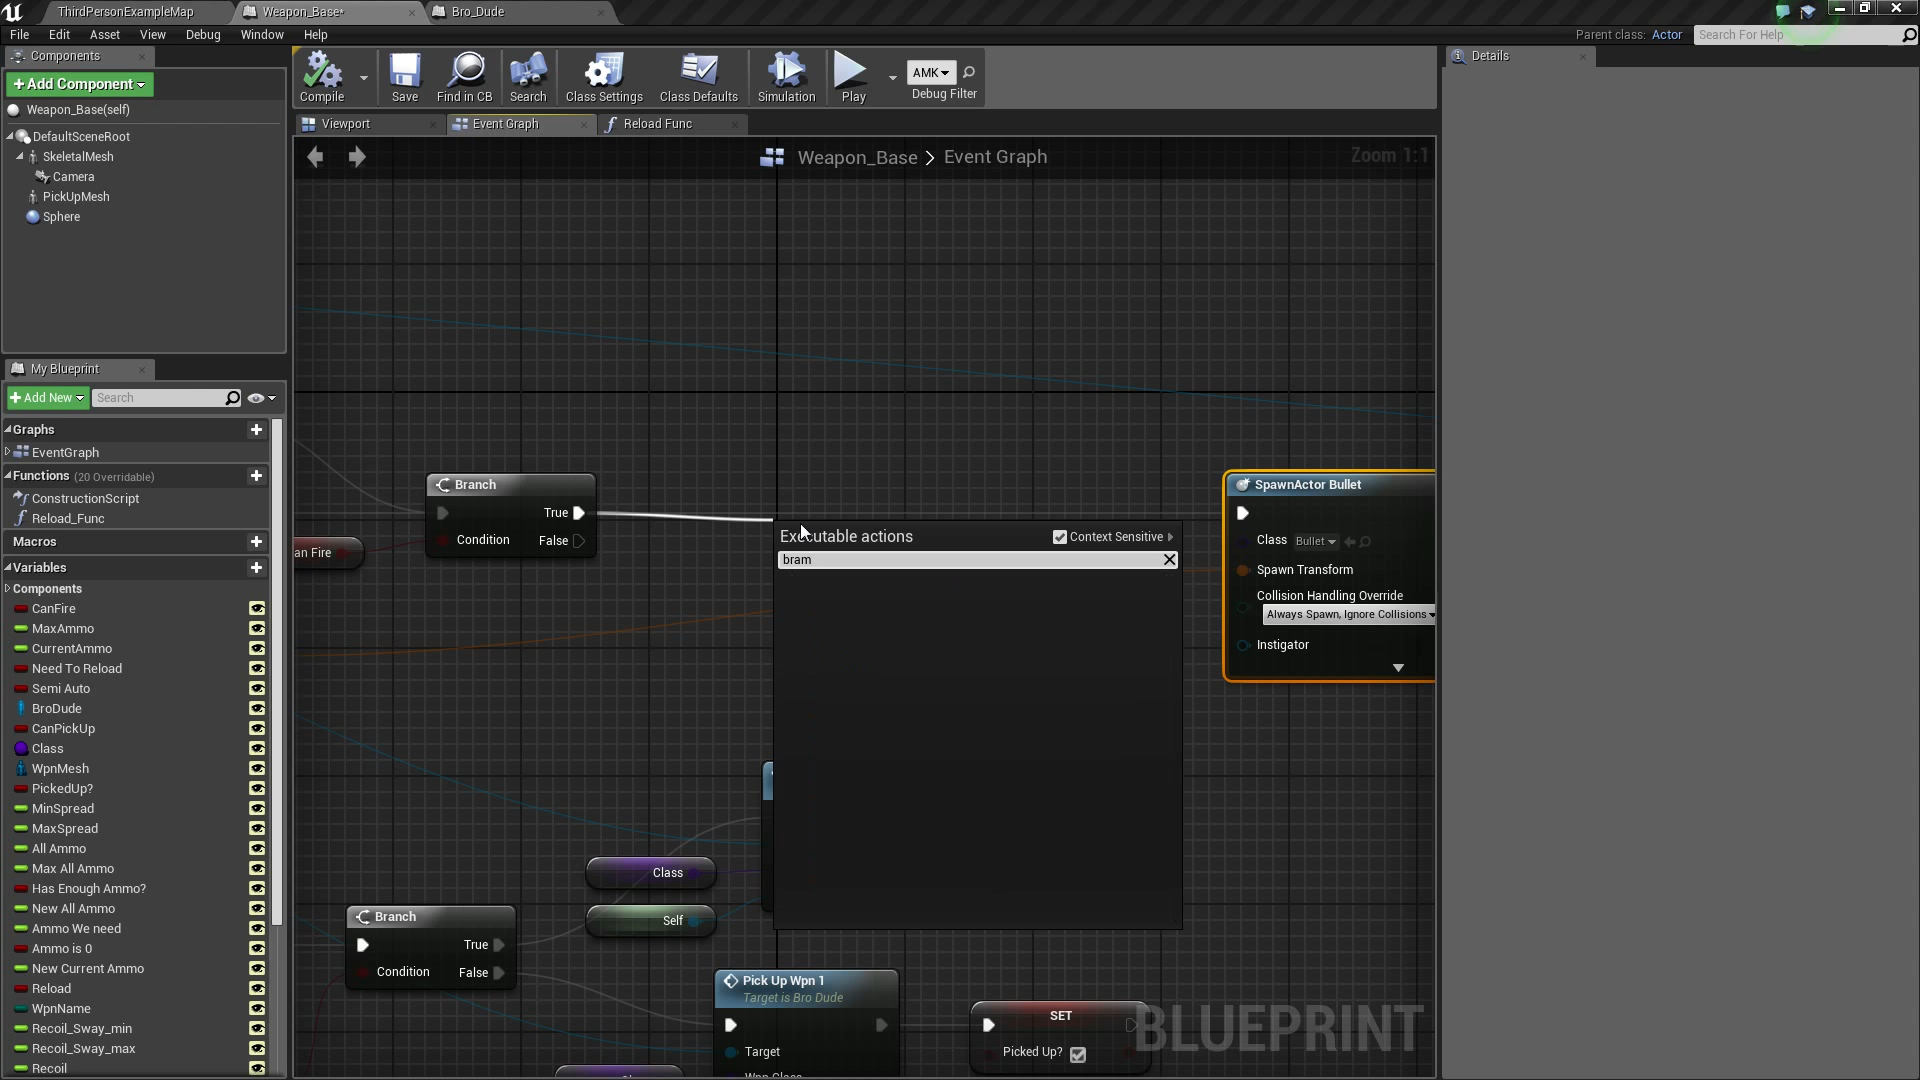 ThirdPersonExampleMap
Weapon_Base*
Bro_Dude
File Edit Asset View Debug Window Help
Parent class: Actor
Search For Help
Components
+ Add Component
Weapon_Base(self)
DefaultSceneRoot
SkeletalMesh
Camera
PickUpMesh
Sphere
Compile
Save
Find in CB
Search
Class Settings
Class Defaults
Simulation
Play
AMK
Debug Filter
Details
Viewport
Event Graph
Reload Func
Weapon_Base > Event Graph
Zoom 1:1
My Blueprint
+ Add New
Search
Graphs
EventGraph
Functions (20 Overridable)
ConstructionScript
Reload_Func
Macros
Variables
Components
CanFire
MaxAmmo
CurrentAmmo
Need To Reload
Semi Auto
BroDude
CanPickUp
Class
WpnMesh
PickedUp?
MinSpread
MaxSpread
All Ammo
Max All Ammo
Has Enough Ammo?
New All Ammo
Ammo We need
Ammo is 0
New Current Ammo
Reload
WpnName
Recoil_Sway_min
Recoil_Sway_max
Recoil
Branch
True
Condition
False
an Fire
Executable actions
Context Sensitive
bram
SpawnActor Bullet
Class Bullet
Spawn Transform
Collision Handling Override
Always Spawn, Ignore Collisions
Instigator
Class
Self
Branch
True
Condition
False
Pick Up Wpn 1
Target is Bro Dude
Target
Wpn Class
SET
Picked Up?
BLUEPRINT